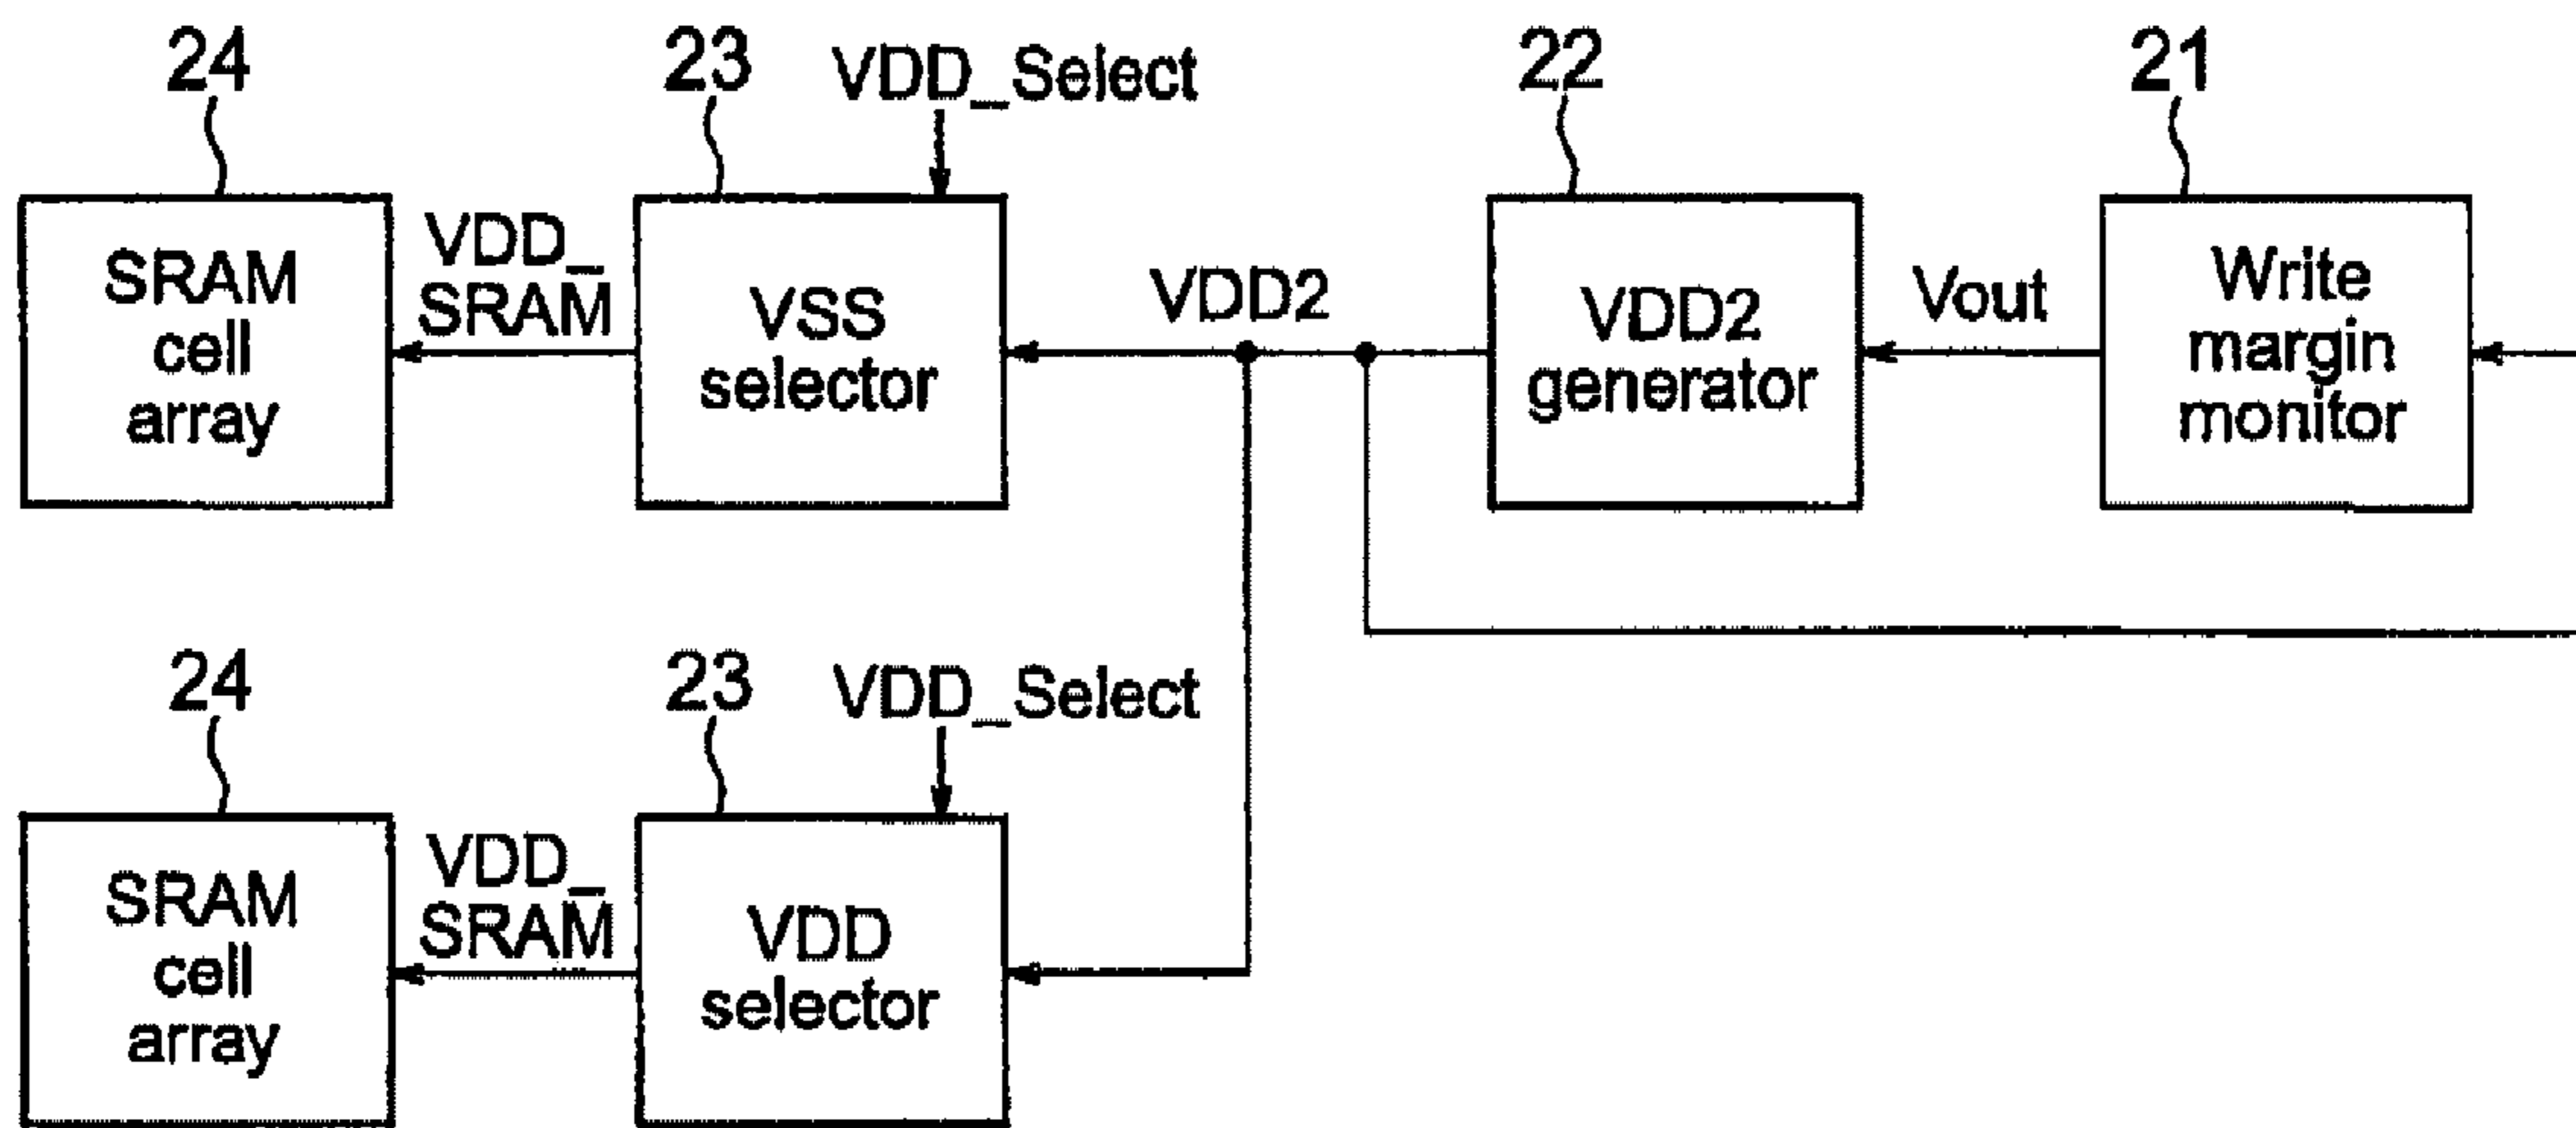 24
23
VDD_Select
22
21
SRAM
cell
array
VDD_
SRAM
VSS
selector
VDD2
VDD2
generator
Vout
Write
margin
monitor
24
23
VDD_Select
SRAM
cell
array
VDD_
SRAM
VDD
selector